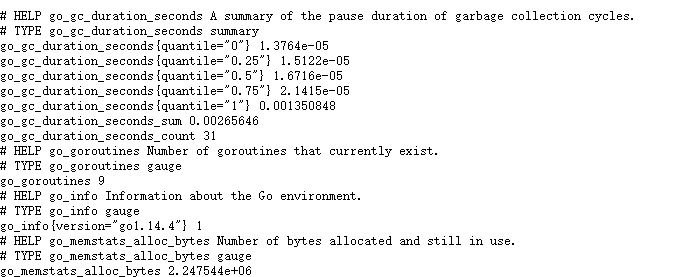 # HELP go_gc_duration_seconds A summary of the pause duration of garbage collection cycles.
# TYPE go_gc_duration_seconds summary
go_gc_duration_seconds{quantile="0"} 1.3764e-05
go_gc_duration_seconds{quantile="0.25"} 1.5122e-05
go_gc_duration_seconds{quantile="0.5"} 1.6716e-05
go_gc_duration_seconds{quantile="0.75"} 2.1415e-05
go_gc_duration_seconds{quantile="1"} 0.001350848
go_gc_duration_seconds_sum 0.00265646
go_gc_duration_seconds_count 31
# HELP go_goroutines Number of goroutines that currently exist.
# TYPE go_goroutines gauge
go_goroutines 9
# HELP go_info Information about the Go environment.
# TYPE go_info gauge
go_info{version="go1.14.4"} 1
# HELP go_memstats_alloc_bytes Number of bytes allocated and still in use.
# TYPE go_memstats_alloc_bytes gauge
go_memstats_alloc_bytes 2.247544e+06